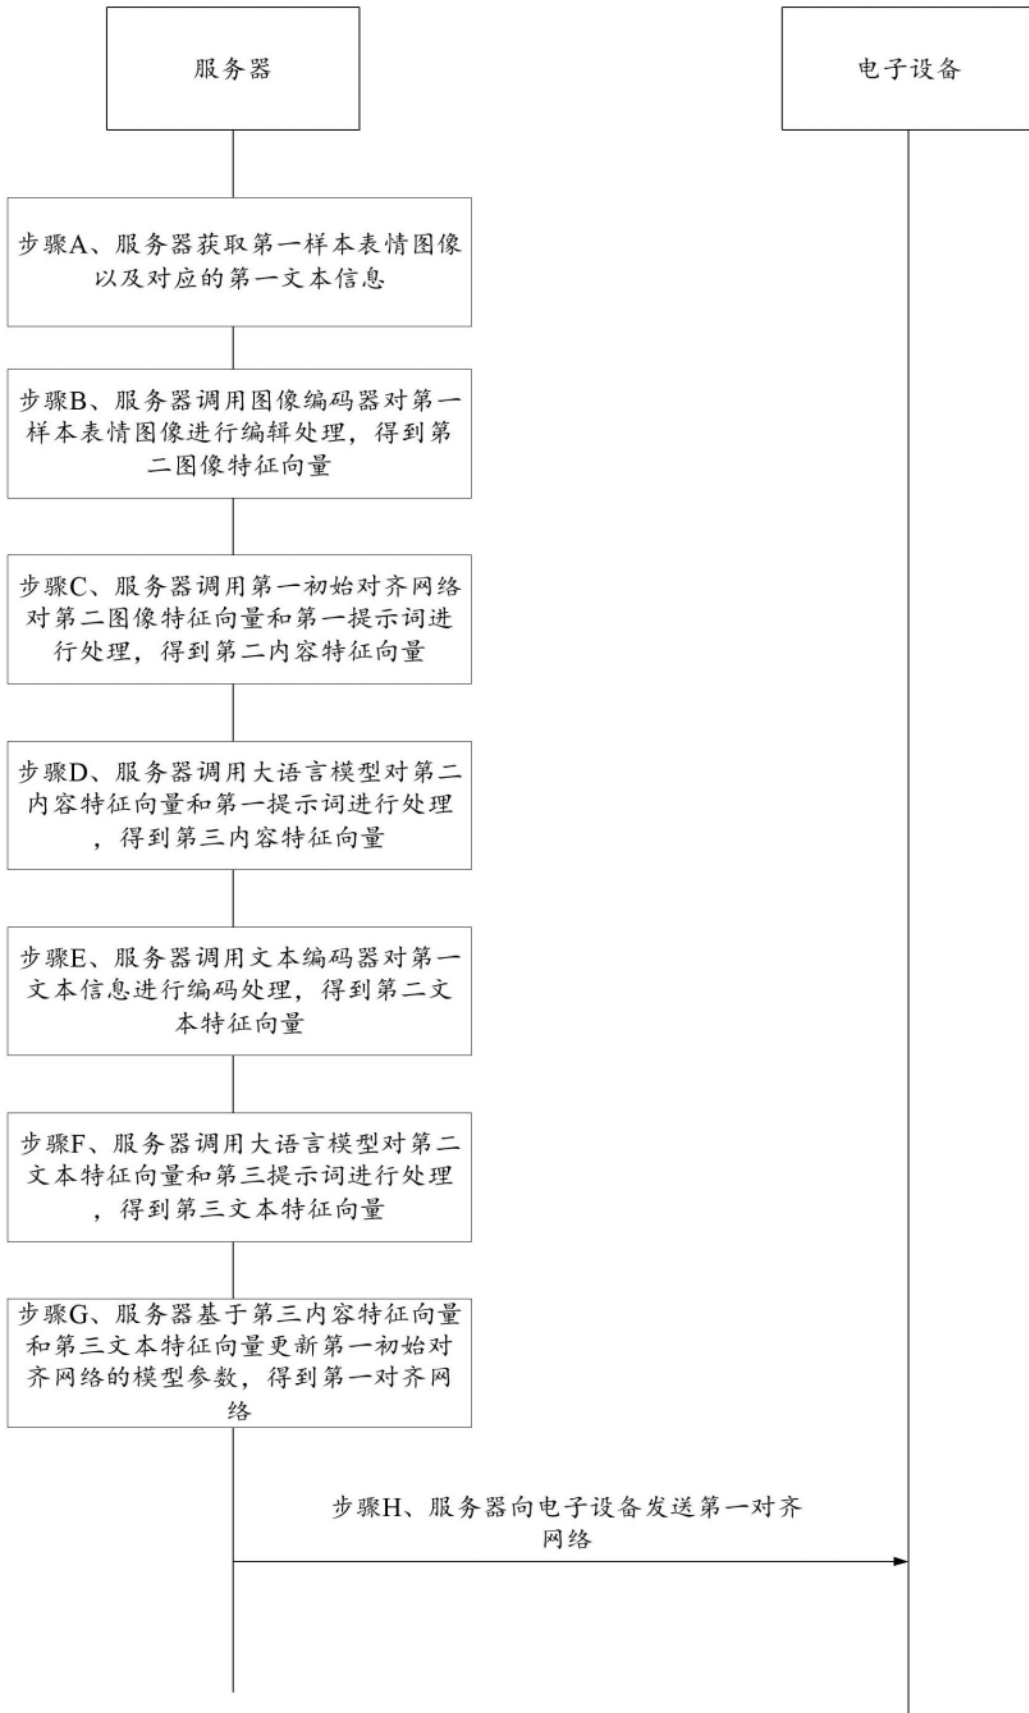 服务器
电子设备
步骤A、服务器获取第一样本表情图像
以及对应的第一文本信息
步骤B、服务器调用图像编码器对第一
样本表情图像进行编辑处理，得到第
二图像特征向量
步骤C、服务器调用第一初始对齐网络
对第二图像特征向量和第一提示词进
行处理，得到第二内容特征向量
步骤D、服务器调用大语言模型对第二
内容特征向量和第一提示词进行处理
，得到第三内容特征向量
步骤E、服务器调用文本编码器对第一
文本信息进行编码处理，得到第二文
本特征向量
步骤F、服务器调用大语言模型对第二
文本特征向量和第三提示词进行处理
，得到第三文本特征向量
步骤G、服务器基于第三内容特征向量
和第三文本特征向量更新第一初始对
齐网络的模型参数，得到第一对齐网
络
步骤H、服务器向电子设备发送第一对齐
网络